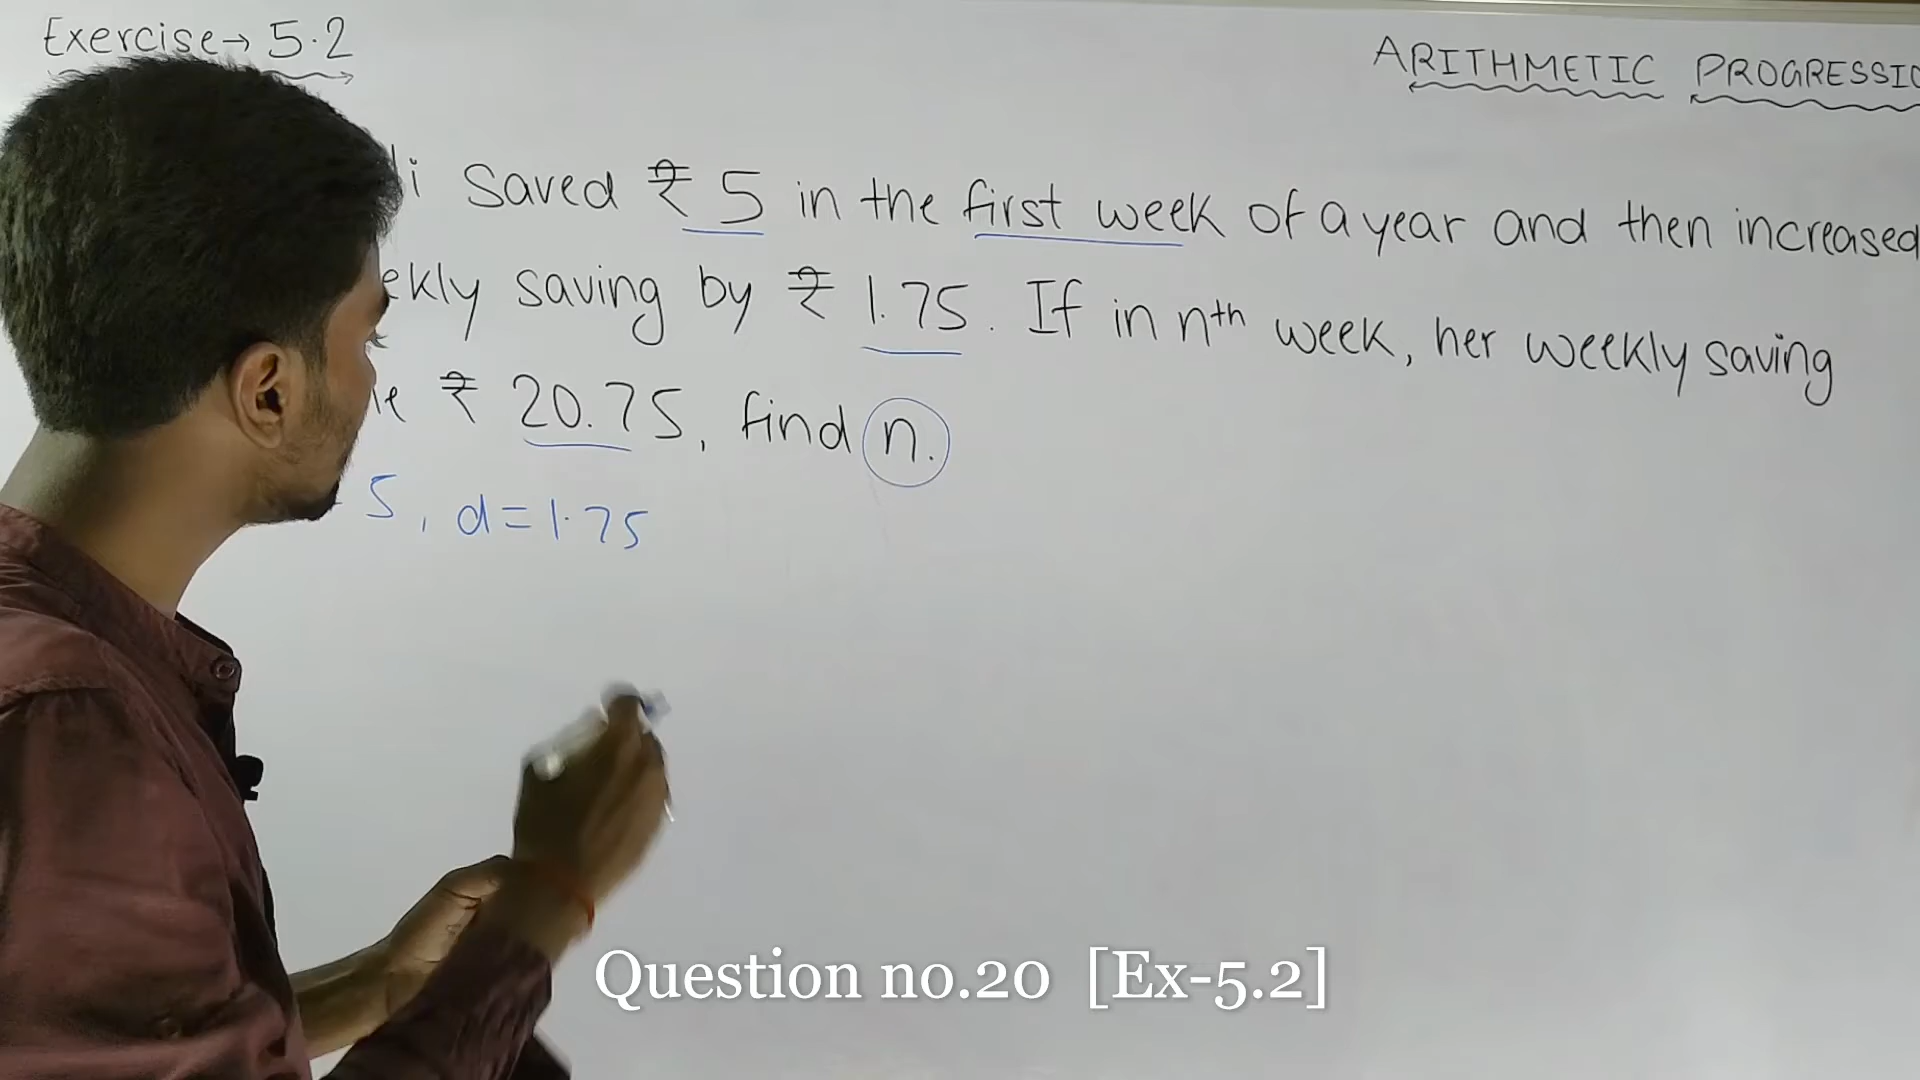 Exercise→ 5.2
ARITHMETIC PROGRESSIO
i Saved ₹ 5 in the first week of a year and then increased
ekly saving by ₹ 1.75. If in nth week, her weekly saving
₹ 20.75, find n.
5, d=1.75
Question no.20 [Ex-5.2]